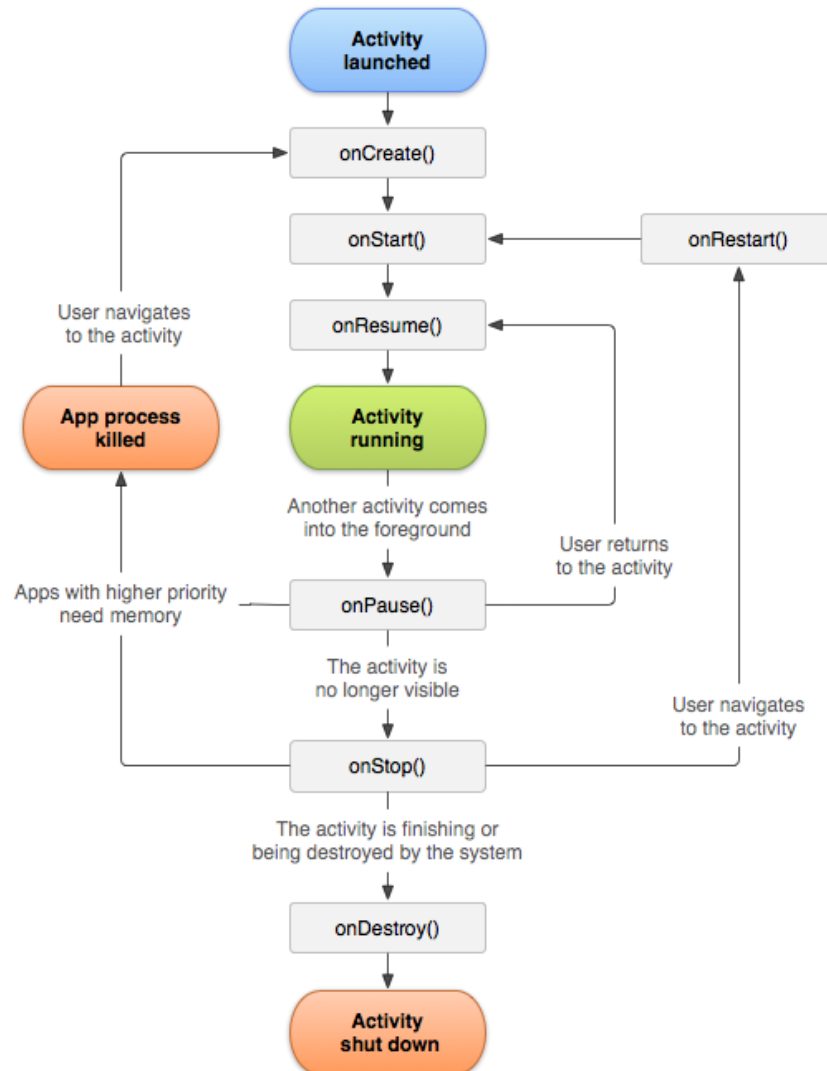 Activity
launched
onCreate()
onStart()
onRestart()
User navigates
to the activity
onResume()
App process
killed
Activity
running
Another activity comes
into the foreground
User returns
to the activity
Apps with higher priority
need memory
onPause()
The activity is
no longer visible
User navigates
to the activity
onStop()
The activity is finishing or
being destroyed by the system
onDestroy()
Activity
shut down